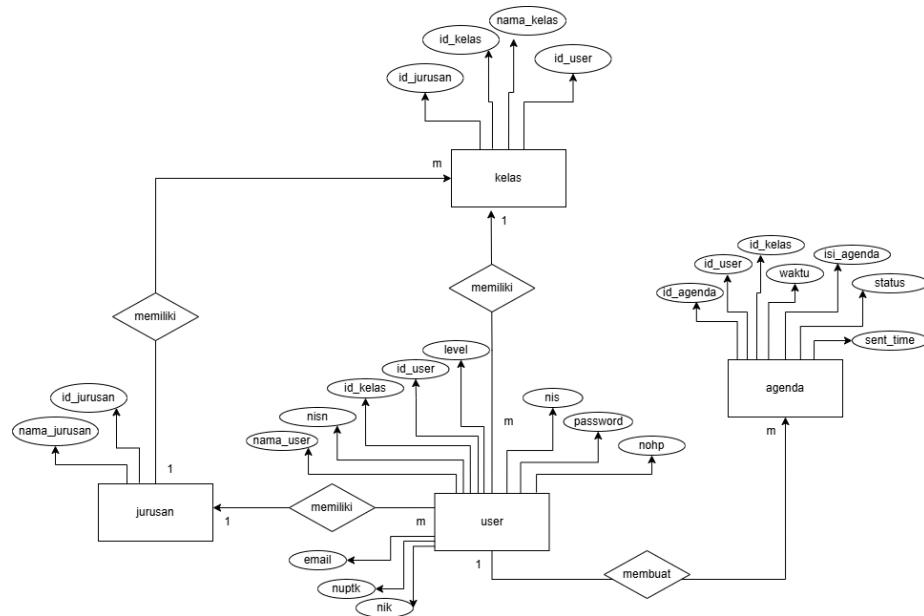 nama_kelas
id_kelas
id_user
id_jurusan
m
kelas
1
id_kelas
isi_agenda
id_user
waktu
status
id_agenda
memiliki
memiliki
sent_time
level
id_user
id_kelas
agenda
id_jurusan
nisn
nis
nama_jurusan
nama_user
password
m
m
nohp
1
jurusan
memiliki
user
1
m
email
1
membuat
nuptk
nik